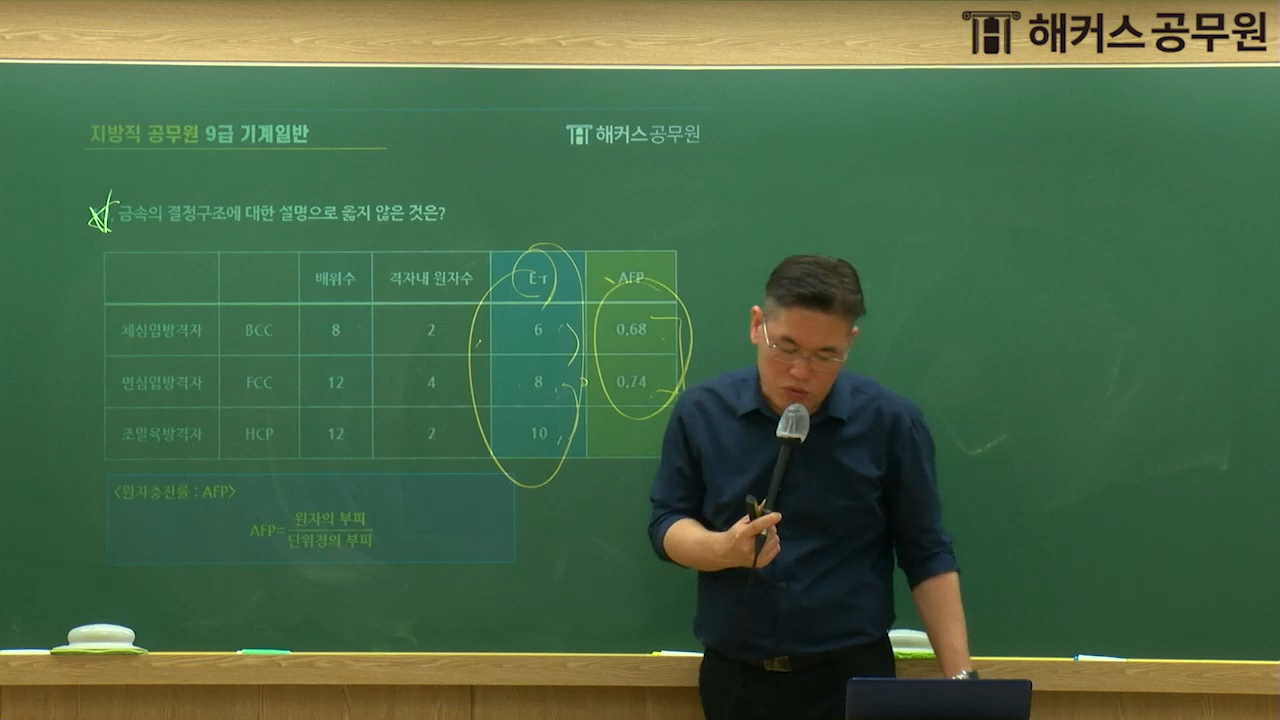 해커스공무원
지방직 공무원 9급 기계일반
해커스공무원
금속의 결정구조에 대한 설명으로 옳지 않은 것은?
배위수 격자내 원자수 E-r AFP
체심입방격자 BCC 8 2 6 0.68
면심입방격자 FCC 12 4 8 0.74
조밀육방격자 HCP 12 2 10
<원자충진률 : AFP>
원자의 부피
AFP=
단위정의 부피